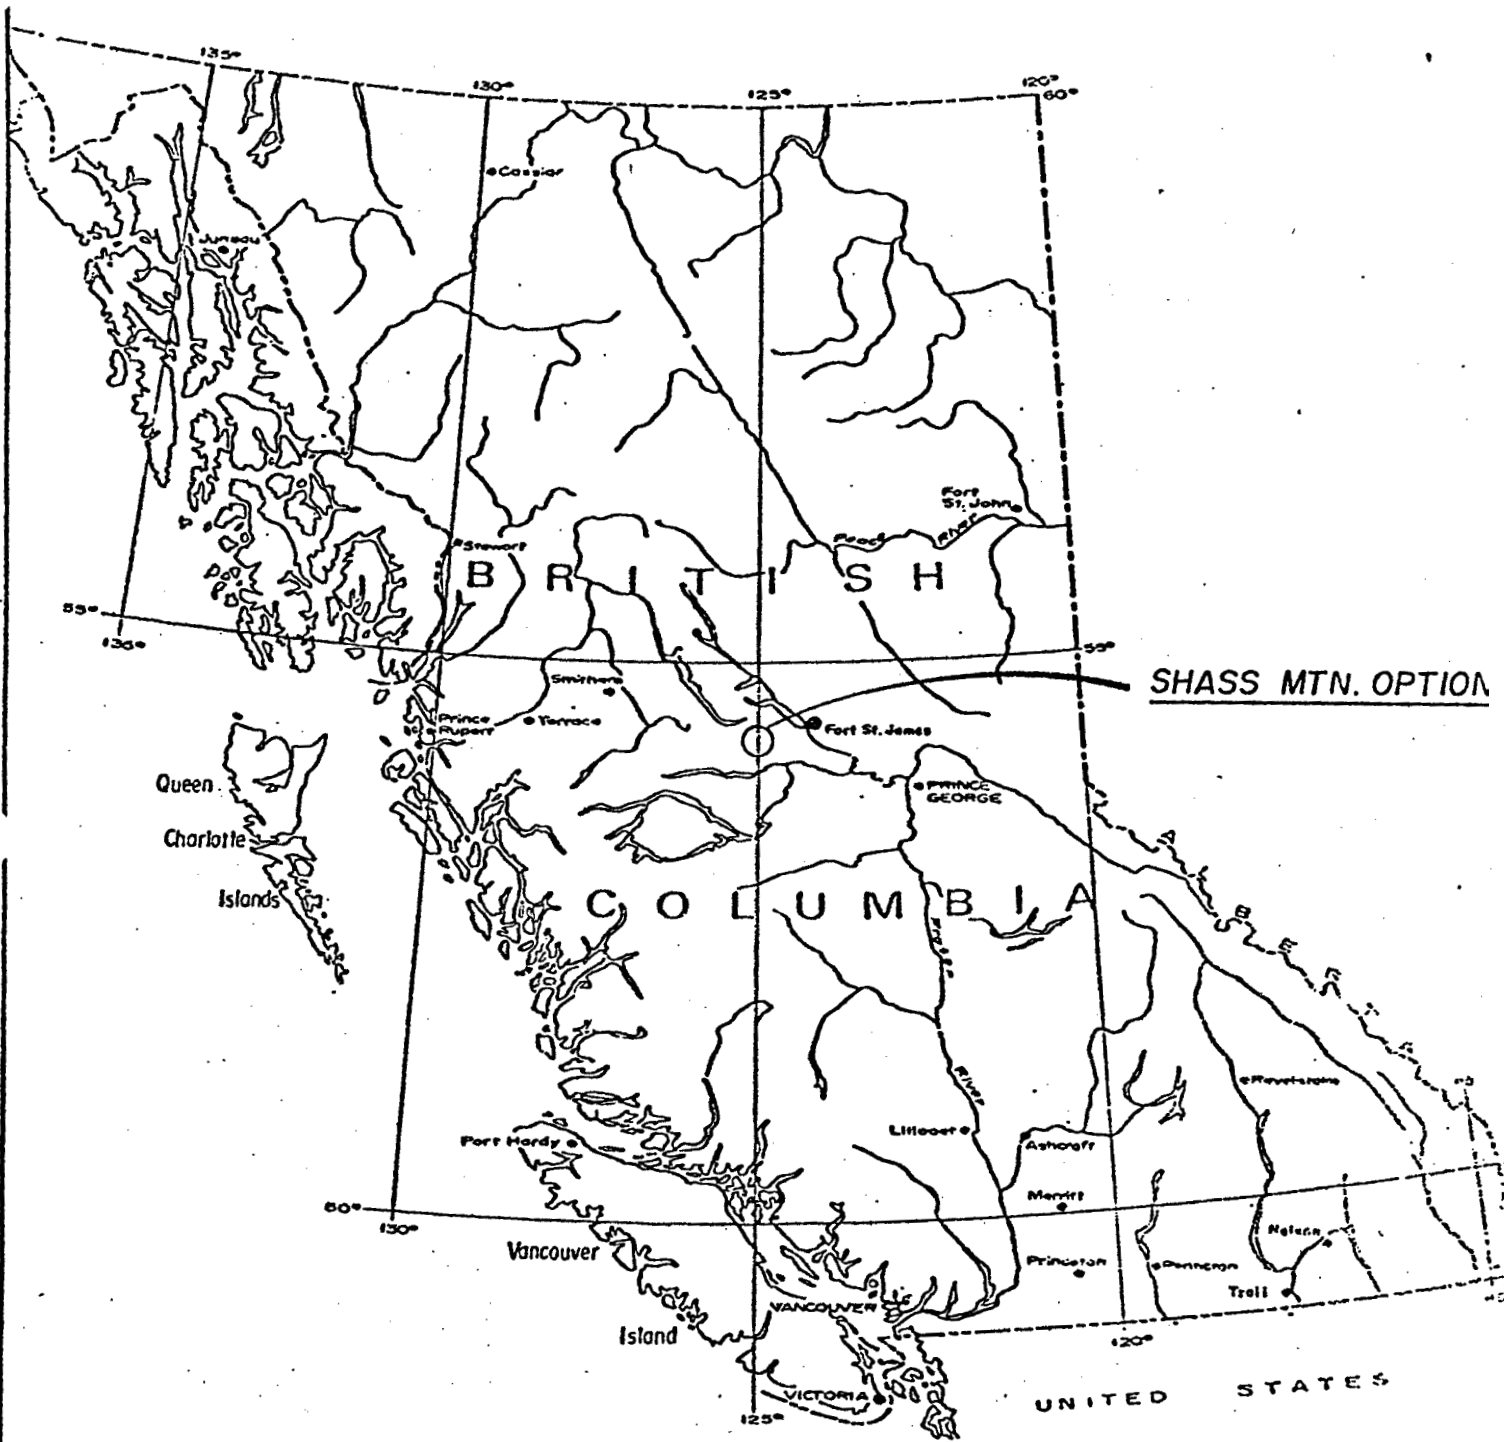 135°
130°
125°
120°
60°
Cassiar
Juneau
Fort
St. John
Peace River
Stewart
BRITISH
55°
135°
55°
SHASS MTN. OPTION
Smithers
Terrace
Prince
Rupert
Fort St. James
PRINCE
GEORGE
Queen
Charlotte
Islands
ALBERTA
COLUMBIA
Fraser
River
Revelstoke
Port Hardy
Lillooet
Ashcroft
Merritt
50°
130°
Vancouver
Island
Nelson
Princeton
Penticton
Trail
VANCOUVER
120°
VICTORIA
125°
UNITED STATES